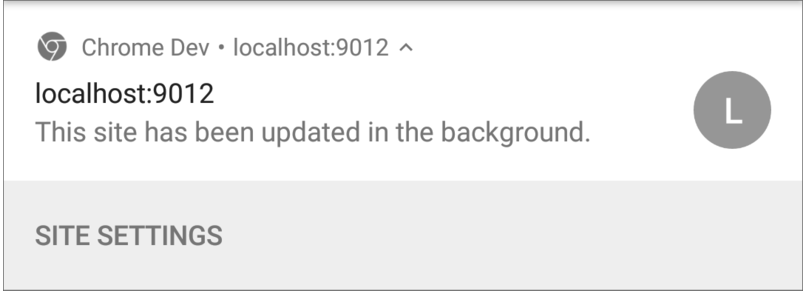 Chrome Dev • localhost:9012
localhost:9012
This site has been updated in the background.
L
SITE SETTINGS